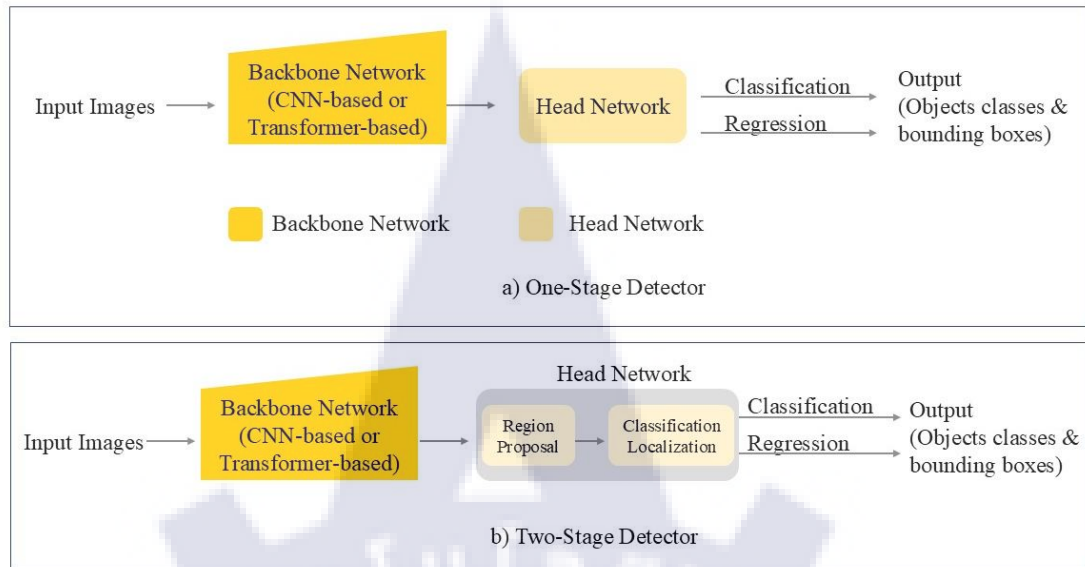 Input Images
Backbone Network
(CNN-based or
Transformer-based)
Head Network
Classification
Regression
Output
(Objects classes &
bounding boxes)
Backbone Network
Head Network
a) One-Stage Detector
Head Network
Input Images
Backbone Network
(CNN-based or
Transformer-based)
Region
Proposal
Classification
Localization
Classification
Regression
Output
(Objects classes &
bounding boxes)
b) Two-Stage Detector